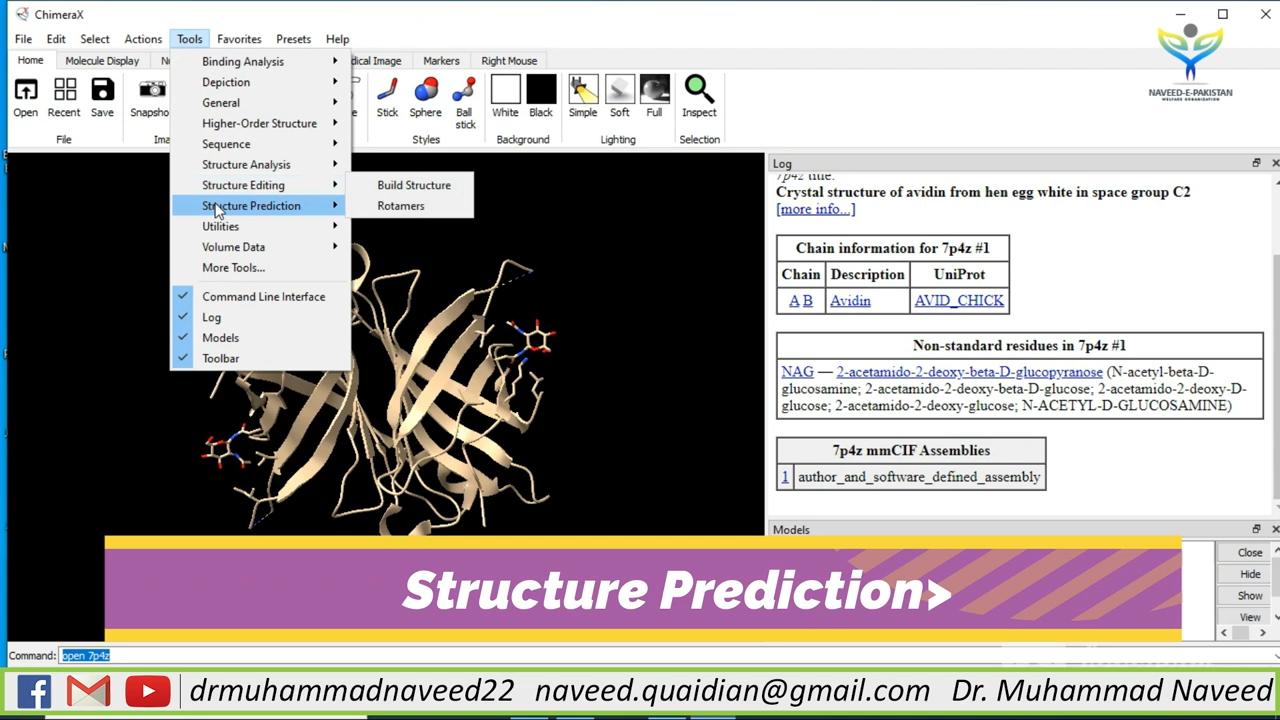 ChimeraX
File Edit Select Actions Tools Favorites Presets Help
Home Molecule Display Nu dical Image Markers Right Mouse
Open Recent Save Snapshot Stick Sphere Ball stick White Black Simple Soft Full Inspect
File Ima Styles Background Lighting Selection
Binding Analysis
Depiction
General
Higher-Order Structure
Sequence
Structure Analysis
Structure Editing
Structure Prediction
Utilities
Volume Data
More Tools...
Command Line Interface
Log
Models
Toolbar
Build Structure
Rotamers
NAVEED-E-PAKISTAN
WELFARE ORGANIZATION
Log
7p4z title:
Crystal structure of avidin from hen egg white in space group C2
[more info...]
Chain information for 7p4z #1
Chain Description UniProt
A B Avidin AVID_CHICK
Non-standard residues in 7p4z #1
NAG — 2-acetamido-2-deoxy-beta-D-glucopyranose (N-acetyl-beta-D-
glucosamine; 2-acetamido-2-deoxy-beta-D-glucose; 2-acetamido-2-deoxy-D-
glucose; 2-acetamido-2-deoxy-glucose; N-ACETYL-D-GLUCOSAMINE)
7p4z mmCIF Assemblies
1 author_and_software_defined_assembly
Models
Close
Hide
Show
View
Structure Prediction>
Command: open 7p4z
drmuhammadnaveed22 naveed.quaidian@gmail.com Dr. Muhammad Naveed